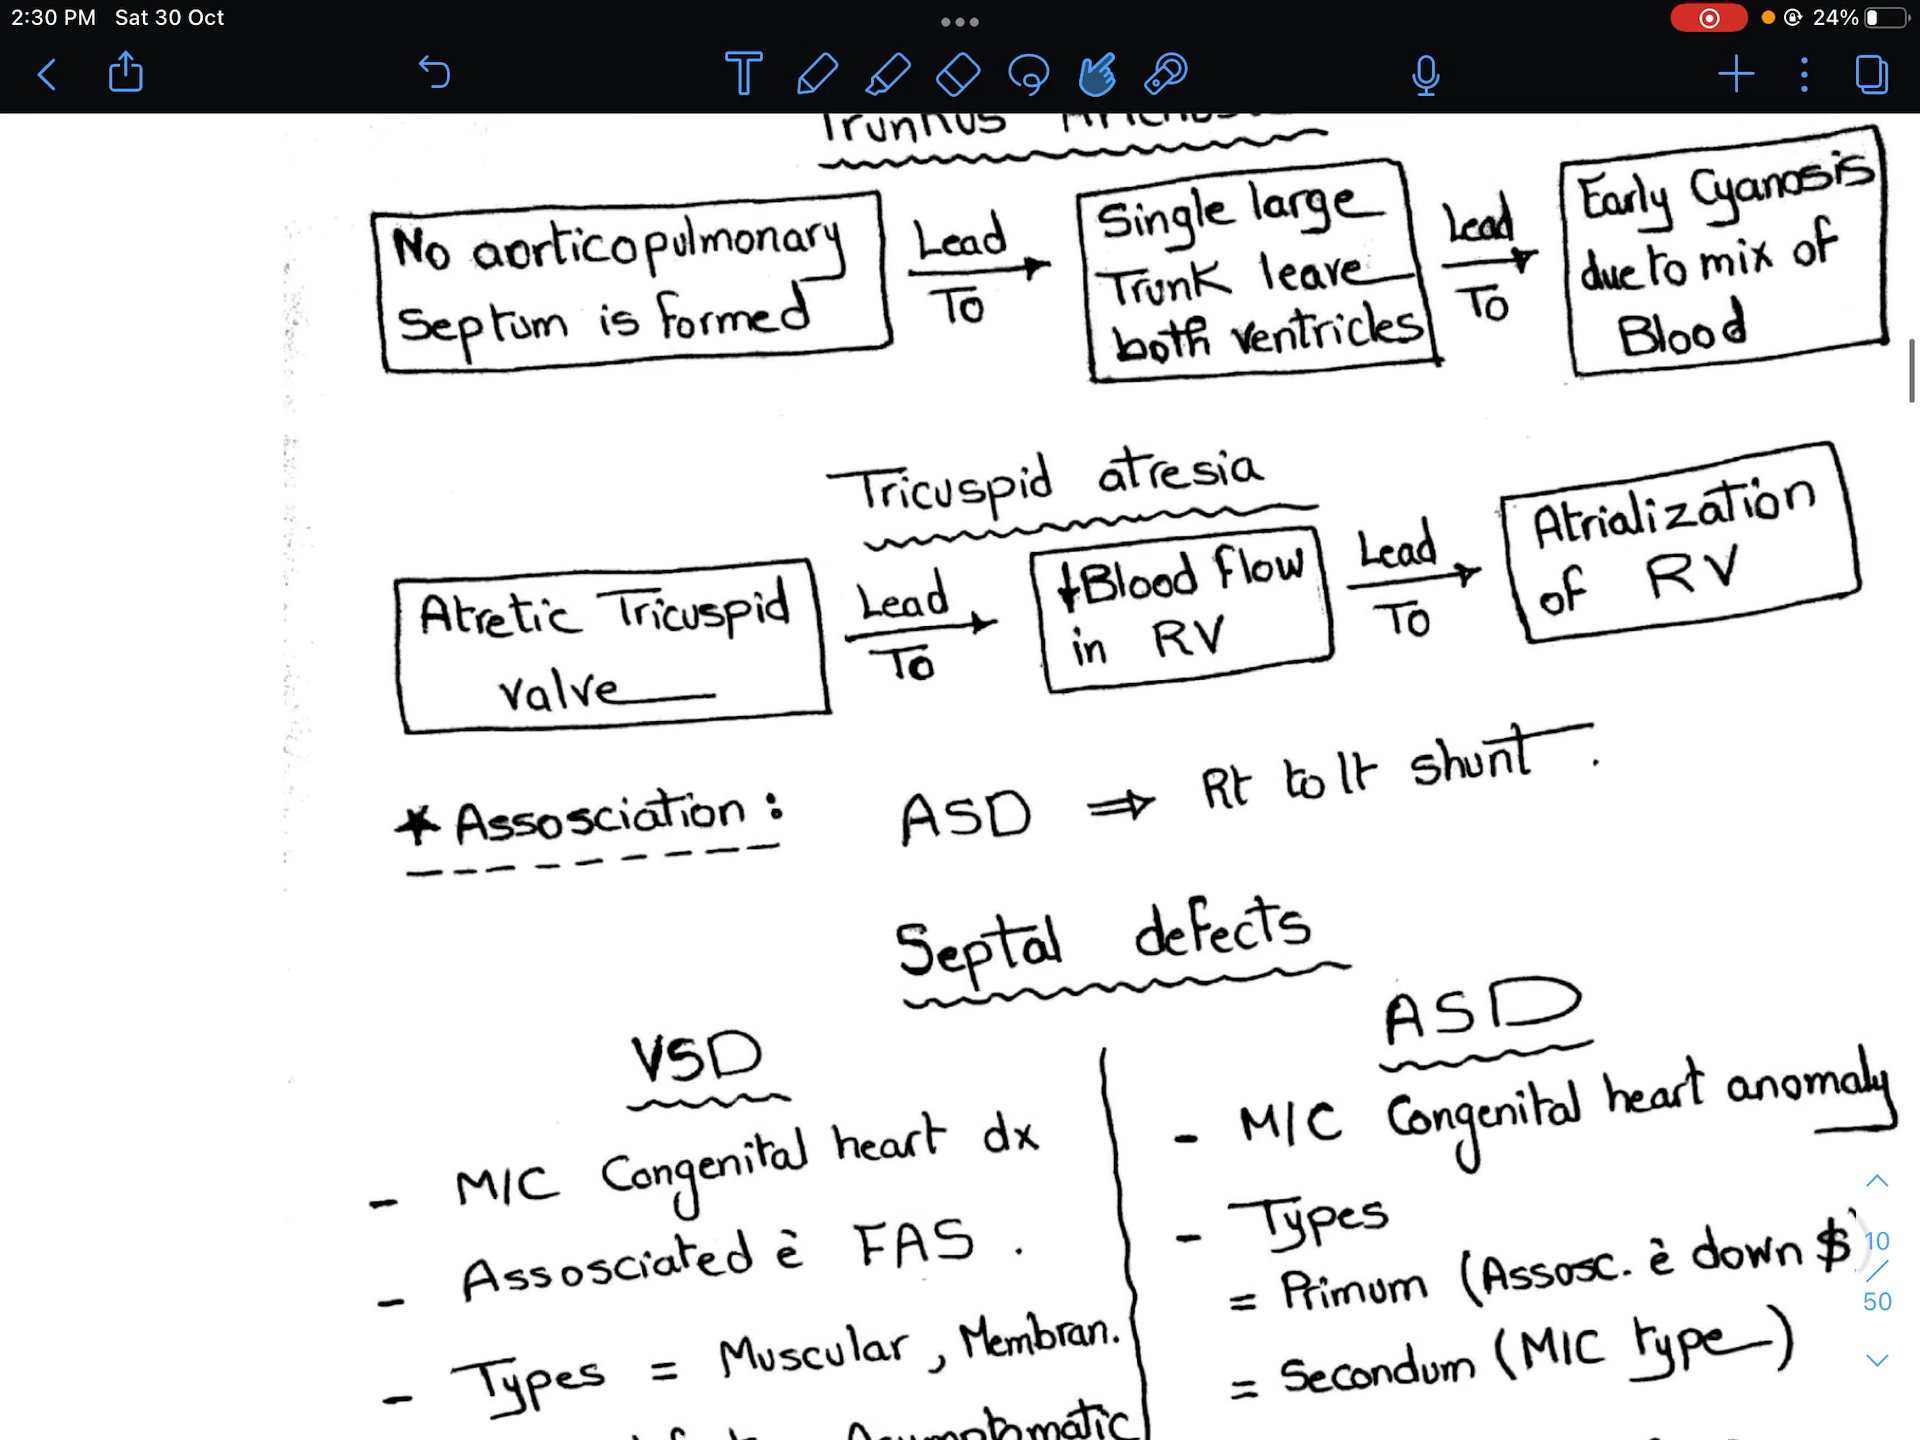 2:30 PM Sat 30 Oct
24%
No aorticopulmonary
Septum is formed
Lead
To
Single large
Trunk leave
both ventricles
Lead
To
Early Cyanosis
due to mix of
Blood
Tricuspid atresia
Atretic Tricuspid
valve
Lead
To
↓Blood flow
in RV
Lead
To
Atrialization
of RV
* Assosciation : ASD ⇒ Rt to lt shunt .
Septal defects
VSD
- M/C Congenital heart dx
- Assosciated è FAS .
- Types = Muscular , Membran.
Asymptomatic
ASD
- M/C Congenital heart anomaly
- Types
= Primum (Assosc. è down $)
= Secondum (M/C type)
10
/
50